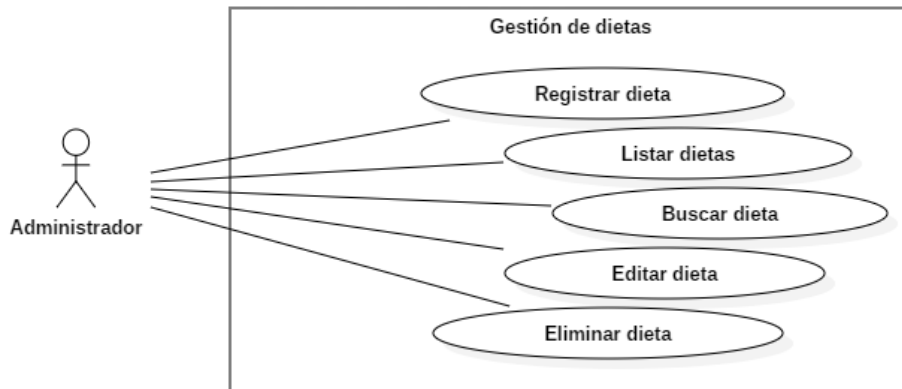 Gestión de dietas
Registrar dieta
Listar dietas
Buscar dieta
Administrador
Editar dieta
Eliminar dieta